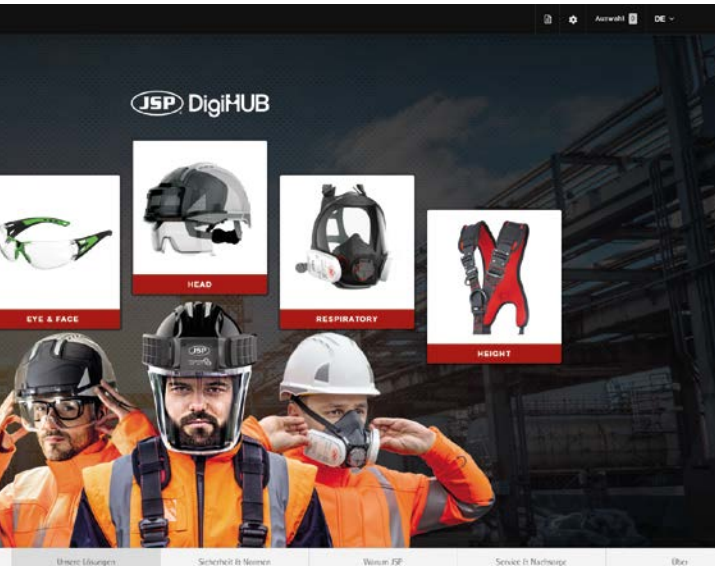 Auswahl 0 DE
JSP DigiHUB
HEAD
EYE & FACE
RESPIRATORY
HEIGHT
JSP
Unsere Lösungen
Sicherheit & Normen
Warum JSP
Service & Nachsorge
Über